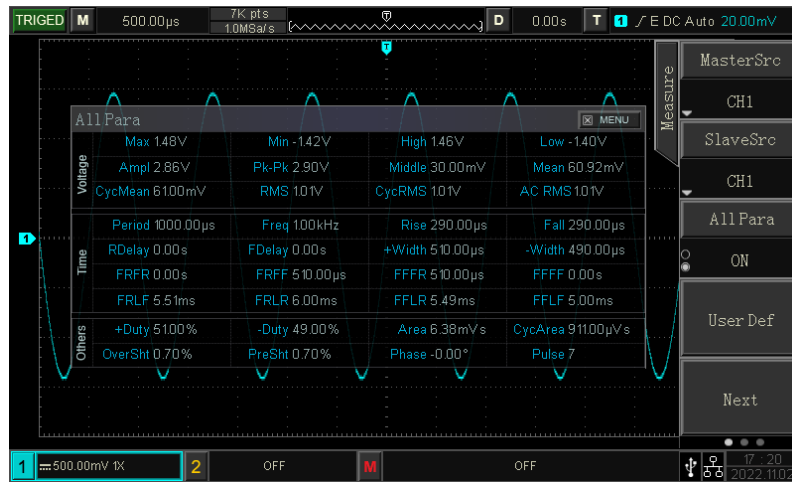 TRIGED M 500.00µs 7K pts D 0.00s T 1 E DC Auto 20.00mV
1.0MSa/s
T
T
Measure
MasterSrc
CH1
SlaveSrc
CH1
All Para
ON
User Def
Next
All Para MENU
Voltage
Max 1.48V Min -1.42V High 1.46V Low -1.40V
Ampl 2.86V Pk-Pk 2.90V Middle 30.00mV Mean 60.92mV
CycMean 61.00mV RMS 1.01V CycRMS 1.01V AC RMS 1.01V
Time
Period 1000.00µs Freq 1.00kHz Rise 290.00µs Fall 290.00µs
RDelay 0.00s FDelay 0.00s +Width 510.00µs -Width 490.00µs
FRFR 0.00s FRFF 510.00µs FFFR 510.00µs FFFF 0.00s
FRLF 5.51ms FRLR 6.00ms FFLR 5.49ms FFLF 5.00ms
Others
+Duty 51.00% -Duty 49.00% Area 6.38mVs CycArea 911.00µVs
OverSht 0.70% PreSht 0.70% Phase -0.00° Pulse 7
1
1 500.00mV 1X 2 OFF M OFF
17:20
2022.11.02